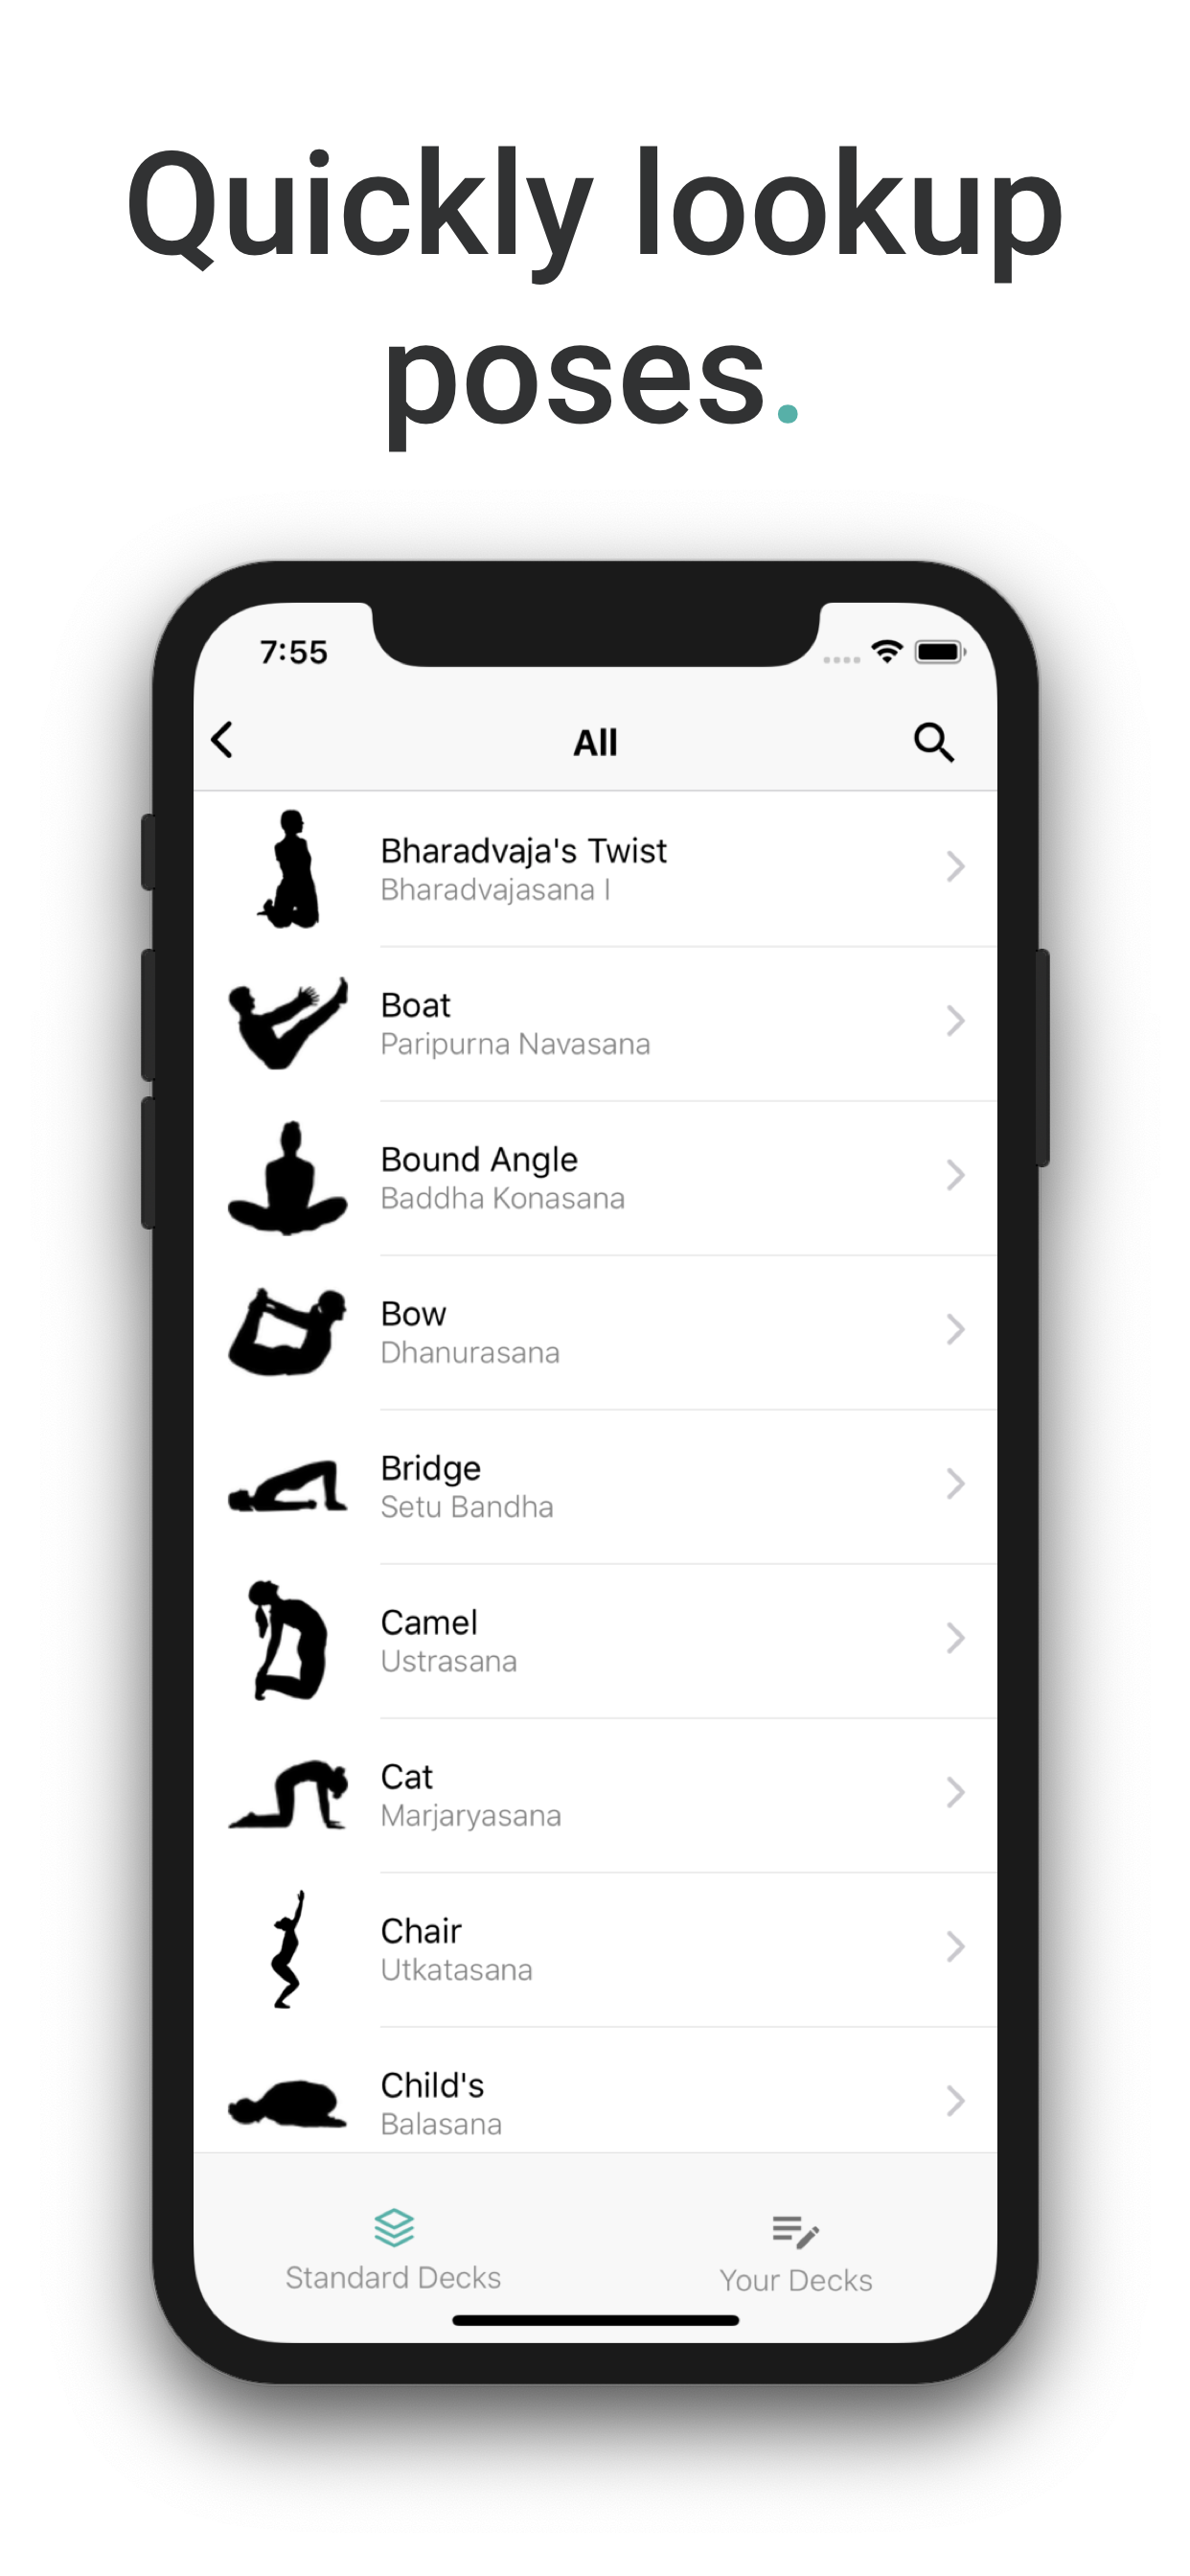 Quickly lookup
poses.
7:55
All
Bharadvaja's Twist
Bharadvajasana I
Boat
Paripurna Navasana
Bound Angle
Baddha Konasana
Bow
Dhanurasana
Bridge
Setu Bandha
Camel
Ustrasana
Cat
Marjaryasana
Chair
Utkatasana
Child's
Balasana
Standard Decks
Your Decks